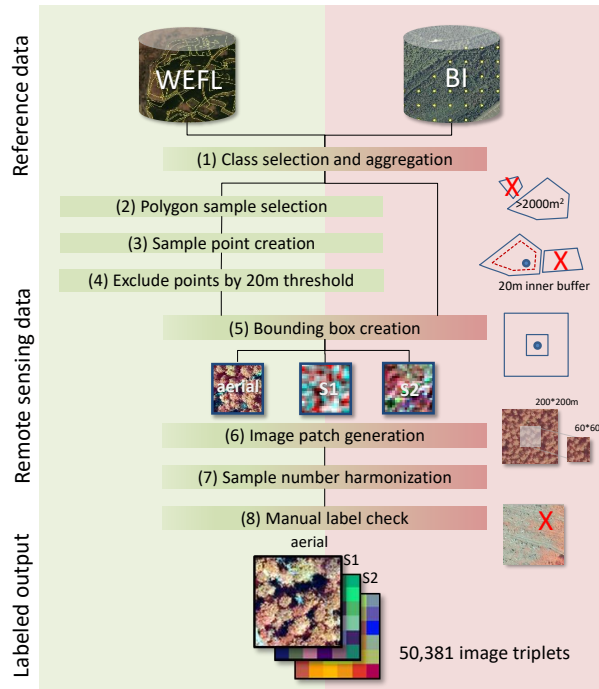 Reference data
WEFL
BI
(1) Class selection and aggregation
(2) Polygon sample selection
>2000m²
(3) Sample point creation
(4) Exclude points by 20m threshold
20m inner buffer
Remote sensing data
(5) Bounding box creation
aerial
S1
S2
200*200m
(6) Image patch generation
60*60
(7) Sample number harmonization
(8) Manual label check
Labeled output
aerial
S1
S2
50,381 image triplets